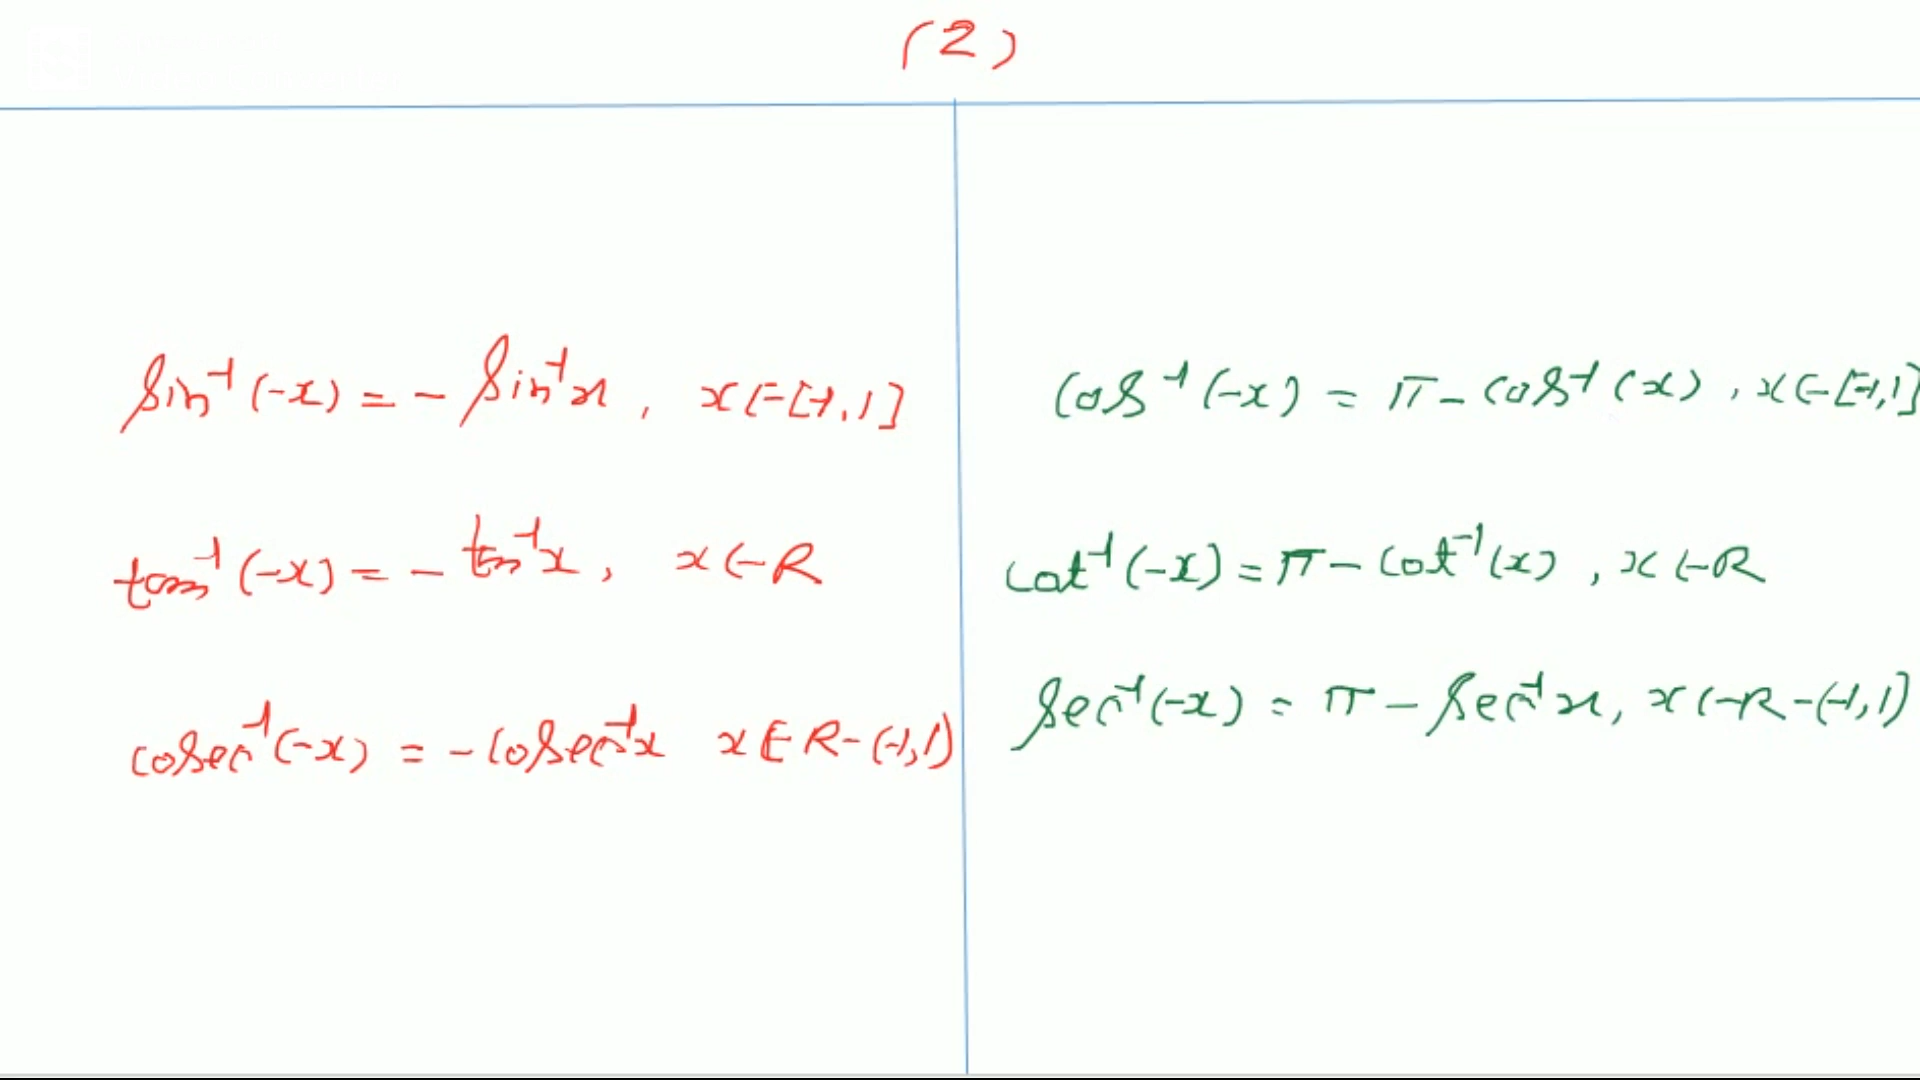 (2)
sin⁻¹(-x) = - sin⁻¹x, x∈[-1,1]
tan⁻¹(-x) = - tan⁻¹x, x∈R
cosec⁻¹(-x) = - cosec⁻¹x x∈R-(-1,1)
cos⁻¹(-x) = π - cos⁻¹(x), x∈[-1,1]
cot⁻¹(-x) = π - cot⁻¹(x), x∈R
sec⁻¹(-x) = π - sec⁻¹x, x∈R-(-1,1)